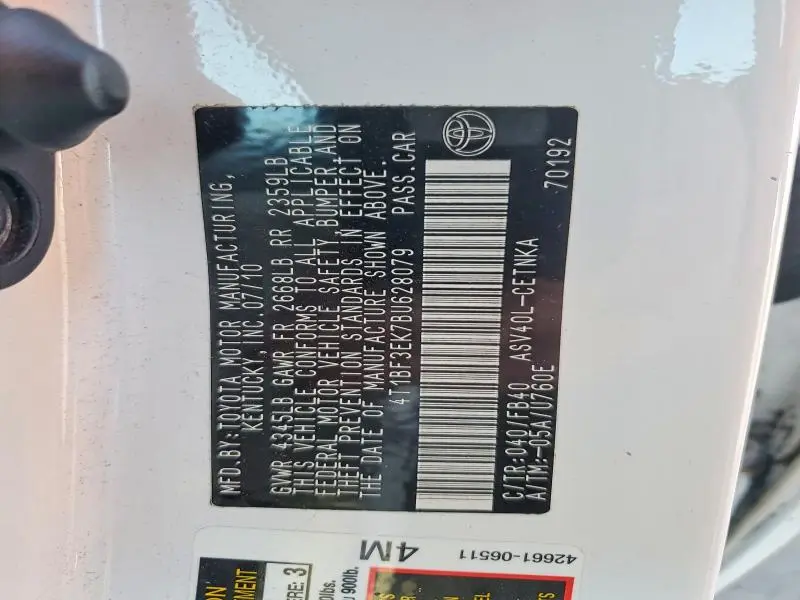 MFD.BY:TOYOTA MOTOR MANUFACTURING,
KENTUCKY, INC. 07/10
GVWR 4345LB GAWR FR 2668LB RR 2359LB
THIS VEHICLE CONFORMS TO ALL APPLICABLE
FEDERAL MOTOR VEHICLE SAFETY, BUMPER, AND
THEFT PREVENTION STANDARDS IN EFFECT ON
THE DATE OF MANUFACTURE SHOWN ABOVE.
4T1BF3EK7BU628079 PASS.CAR
C/TR:040/FB40 ASV40L-CETNKA
A/TM:-05A/U760E 70192
4M
42661-06511
ERE: 3